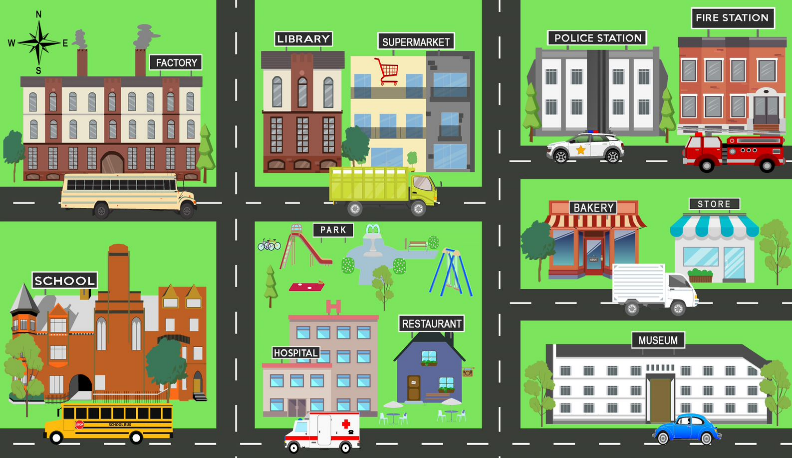 N
W E
S
FACTORY
LIBRARY
SUPERMARKET
POLICE STATION
FIRE STATION
SCHOOL
PARK
BAKERY
STORE
H
HOSPITAL
RESTAURANT
MUSEUM